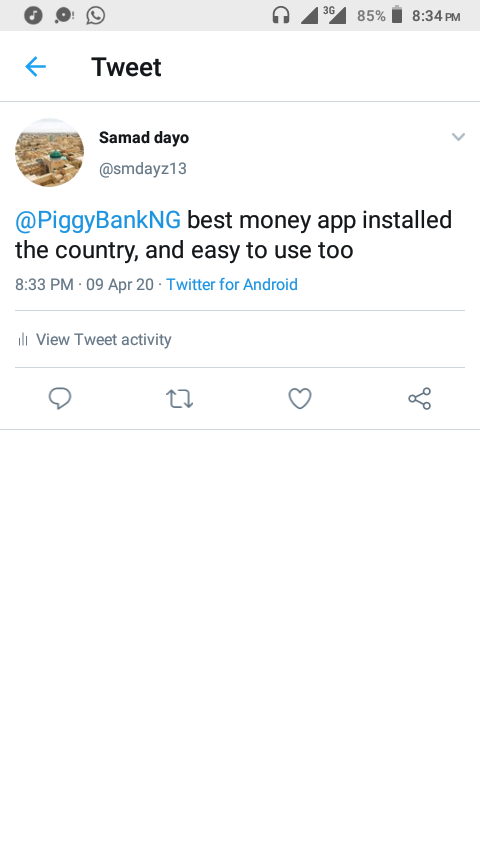 3G 85% 8:34 PM
Tweet
Samad dayo
@smdayz13
@PiggyBankNG best money app installed
the country, and easy to use too
8:33 PM · 09 Apr 20 · Twitter for Android
View Tweet activity